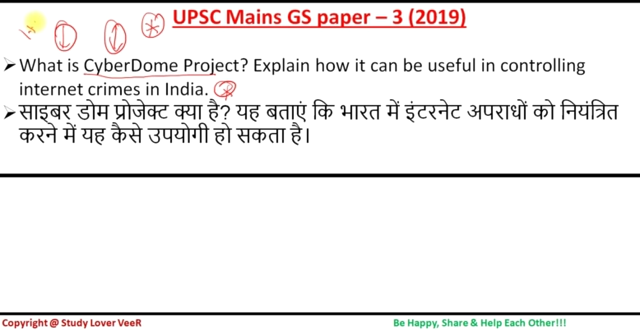 UPSC Mains GS paper – 3 (2019)
➢What is CyberDome Project? Explain how it can be useful in controlling
internet crimes in India.
➢साइबर डोम प्रोजेक्ट क्या है? यह बताएं कि भारत में इंटरनेट अपराधों को नियंत्रित
करने में यह कैसे उपयोगी हो सकता है।
Copyright @ Study Lover VeeR
Be Happy, Share & Help Each Other!!!